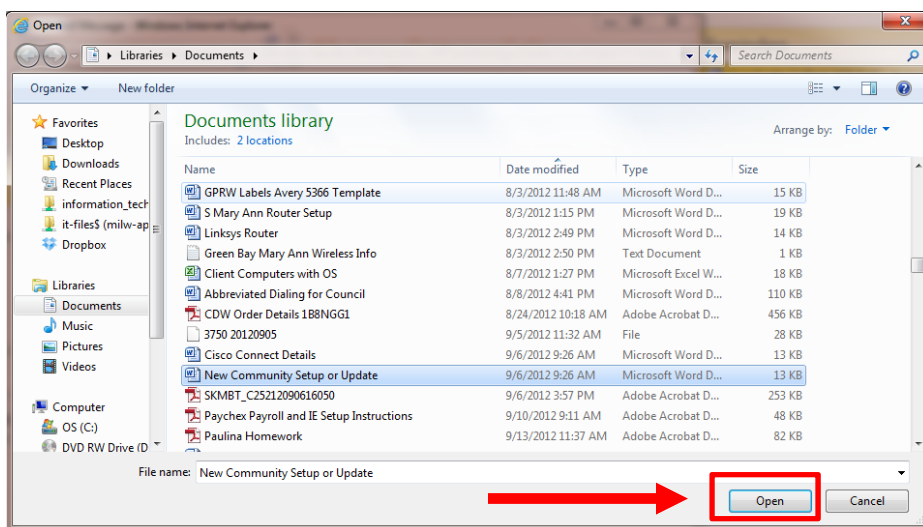 Open
Libraries Documents Search Documents
Organize New folder
Favorites
Desktop
Downloads
Recent Places
information_tech
it-files$ (milw-ap
Dropbox
Libraries
Documents
Music
Pictures
Videos
Computer
OS (C:)
DVD RW Drive (D
Documents library
Includes: 2 locations
Arrange by: Folder
Name Date modified Type Size
GPRW Labels Avery 5366 Template 8/3/2012 11:48 AM Microsoft Word D... 15 KB
S Mary Ann Router Setup 8/3/2012 1:15 PM Microsoft Word D... 19 KB
Linksys Router 8/3/2012 2:49 PM Microsoft Word D... 14 KB
Green Bay Mary Ann Wireless Info 8/3/2012 2:50 PM Text Document 1 KB
Client Computers with OS 8/7/2012 1:27 PM Microsoft Excel W... 18 KB
Abbreviated Dialing for Council 8/8/2012 4:41 PM Microsoft Word D... 110 KB
CDW Order Details 1B8NGG1 8/24/2012 10:18 AM Adobe Acrobat D... 456 KB
3750 20120905 9/5/2012 11:32 AM File 28 KB
Cisco Connect Details 9/6/2012 9:26 AM Microsoft Word D... 13 KB
New Community Setup or Update 9/6/2012 9:26 AM Microsoft Word D... 13 KB
SKMBT_C25212090616050 9/6/2012 3:57 PM Adobe Acrobat D... 253 KB
Paychex Payroll and IE Setup Instructions 9/10/2012 9:11 AM Adobe Acrobat D... 48 KB
Paulina Homework 9/13/2012 11:37 AM Adobe Acrobat D... 82 KB
File name: New Community Setup or Update
Open Cancel